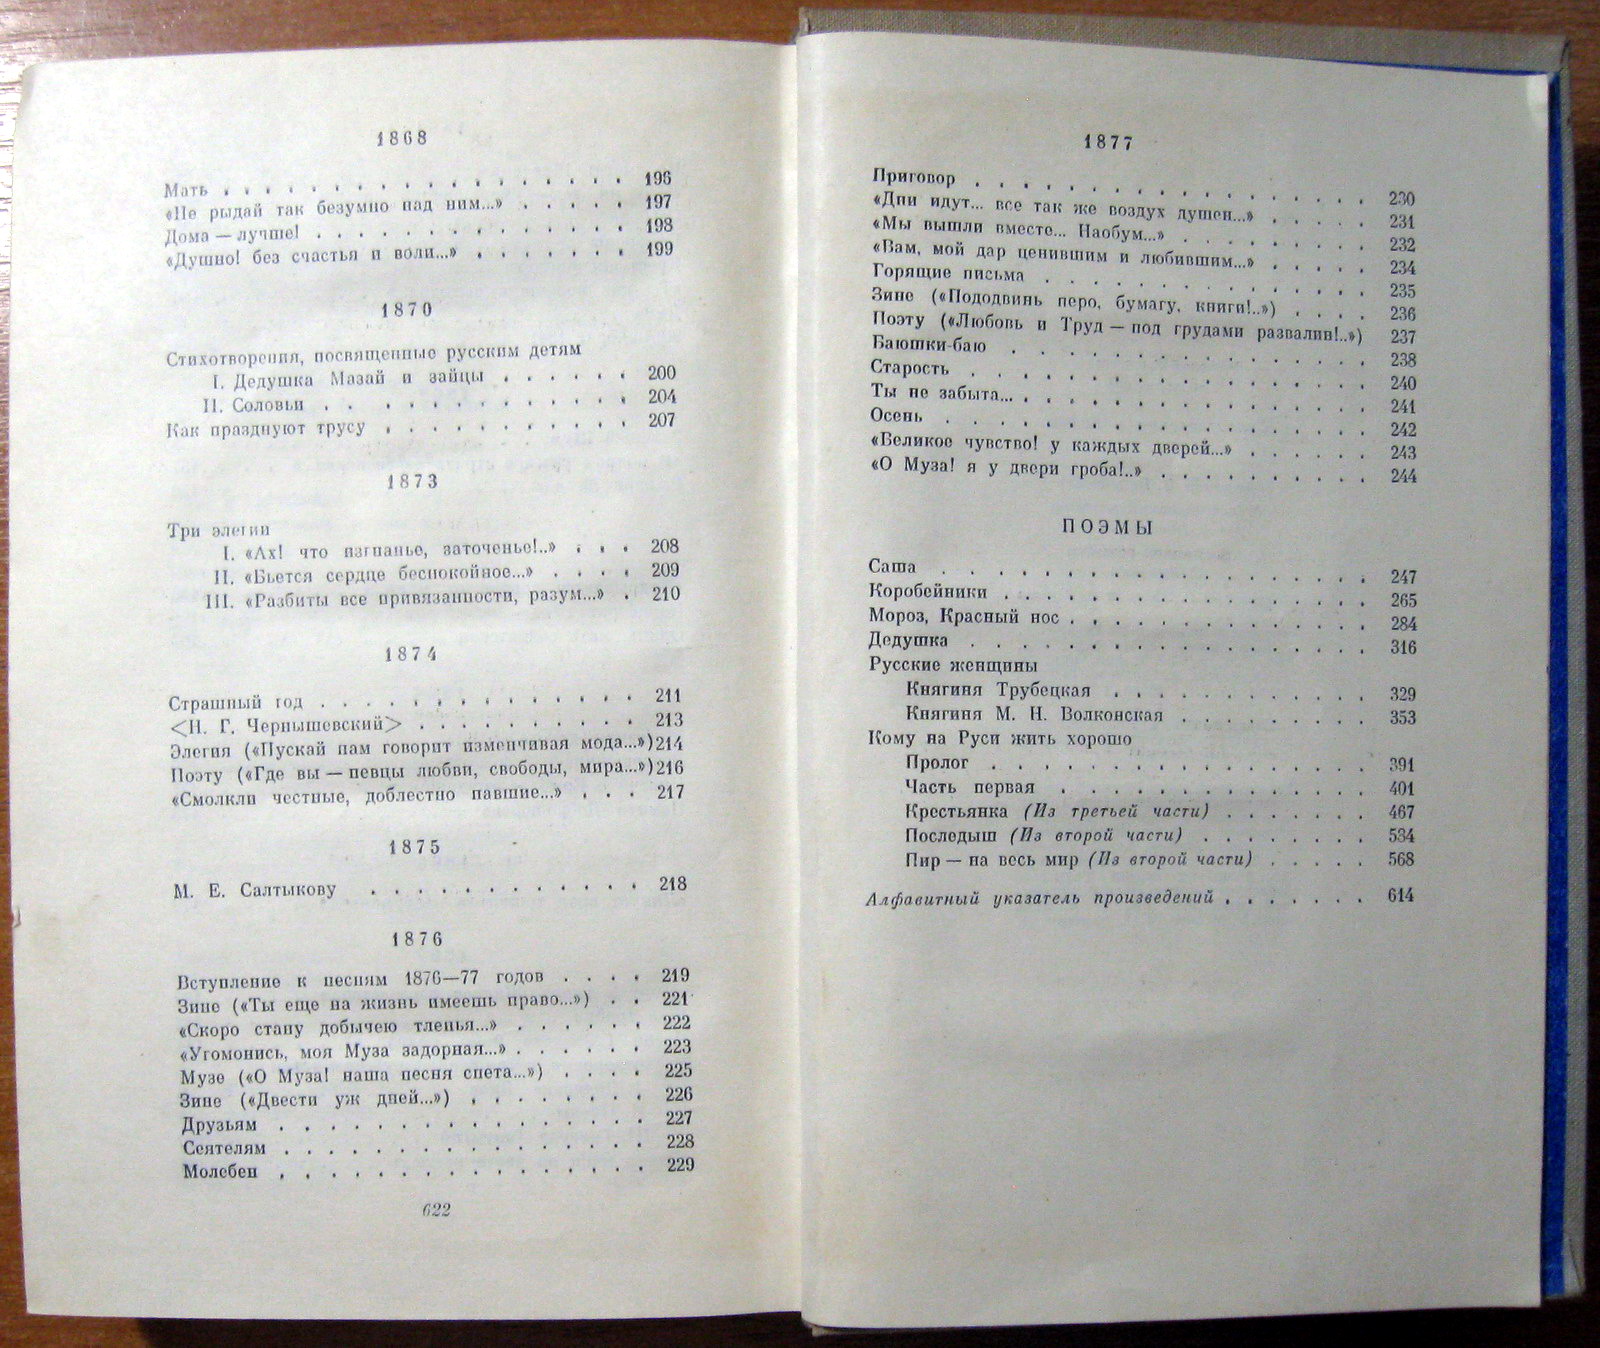 1868
Мать . . . . . . . . . . . . . . . . . . 196
«Не рыдай так безумно над ним...» . . . . . 197
Дома — лучше! . . . . . . . . . . . . . . 198
«Душно! без счастья и воли...» . . . . . . . 199
1870
Стихотворения, посвященные русским детям
I. Дедушка Мазай и зайцы . . . . . . 200
II. Соловьи . . . . . . . . . . . . . 204
Как празднуют трусу . . . . . . . . . . . 207
1873
Три элегии
I. «Ах! что изгнанье, заточенье!..» . . . 208
II. «Бьется сердце беспокойное...» . . . . 209
III. «Разбиты все привязанности, разум...» . 210
1874
Страшный год . . . . . . . . . . . . . . 211
<Н. Г. Чернышевский> . . . . . . . . . . 213
Элегия («Пускай нам говорит изменчивая мода...») 214
Поэту («Где вы — певцы любви, свободы, мира...») 216
«Смолкли честные, доблестно павшие...» . . . 217
1875
М. Е. Салтыкову . . . . . . . . . . . . 218
1876
Вступление к песням 1876—77 годов . . . . 219
Зине («Ты еще на жизнь имеешь право...») . . 221
«Скоро стану добычею тленья...» . . . . . . 222
«Угомонись, моя Муза задорная...» . . . . . . 223
Музе («О Муза! наша песня спета...») . . . . 225
Зине («Двести уж дней...») . . . . . . . . 226
Друзьям . . . . . . . . . . . . . . . . 227
Сеятелям . . . . . . . . . . . . . . . . 228
Молебен . . . . . . . . . . . . . . . . 229
622
1877
Приговор . . . . . . . . . . . . . . . . . 230
«Дни идут... все так же воздух душен...» . . . . 231
«Мы вышли вместе... Наобум...» . . . . . . . . 232
«Вам, мой дар ценившим и любившим...» . . . . 234
Горящие письма . . . . . . . . . . . . . . 235
Зине («Пододвинь перо, бумагу, книги!..») . . . . 236
Поэту («Любовь и Труд — под грудами развалин!..») 237
Баюшки-баю . . . . . . . . . . . . . . . 238
Старость . . . . . . . . . . . . . . . . . 240
Ты не забыта... . . . . . . . . . . . . . . . 241
Осень . . . . . . . . . . . . . . . . . . 242
«Великое чувство! у каждых дверей...» . . . . . 243
«О Муза! я у двери гроба!..» . . . . . . . . . 244
ПОЭМЫ
Саша . . . . . . . . . . . . . . . . . . 247
Коробейники . . . . . . . . . . . . . . . . 265
Мороз, Красный нос . . . . . . . . . . . . . 284
Дедушка . . . . . . . . . . . . . . . . . 316
Русские женщины
Княгиня Трубецкая . . . . . . . . . . . 329
Княгиня М. Н. Волконская . . . . . . . . 353
Кому на Руси жить хорошо
Пролог . . . . . . . . . . . . . . . . 391
Часть первая . . . . . . . . . . . . . 401
Крестьянка (Из третьей части) . . . . . . . 467
Последыш (Из второй части) . . . . . . . 534
Пир — на весь мир (Из второй части) . . . . . 568
Алфавитный указатель произведений . . . . . . . 614